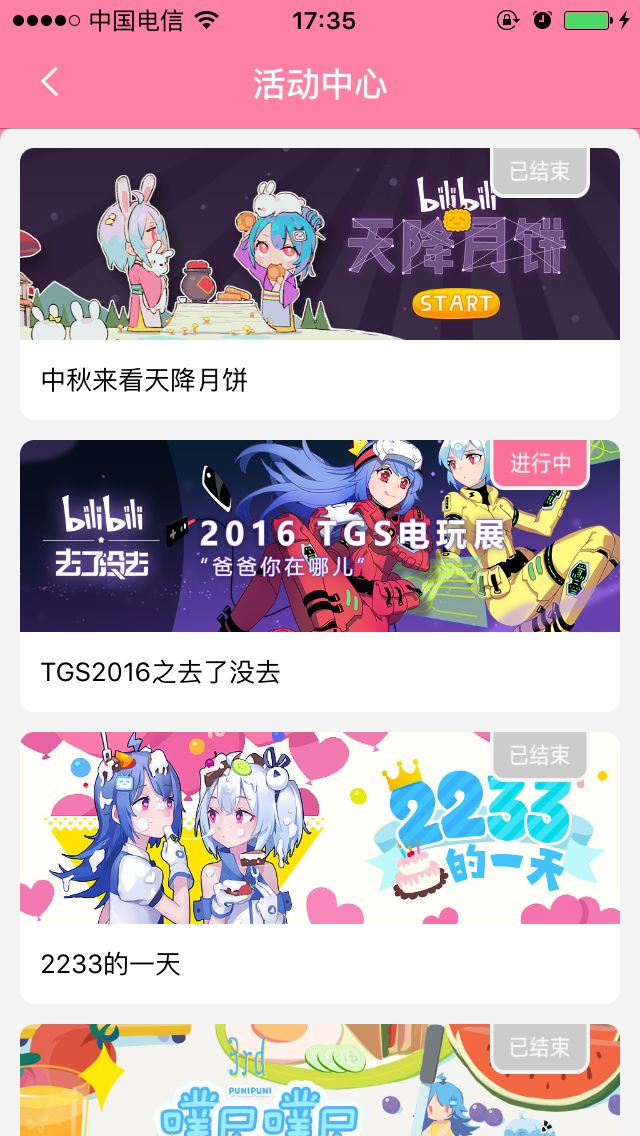 中国电信
17:35
活动中心
已结束
bilibili
天降月饼
START
中秋来看天降月饼
进行中
bilibili
去了没去
2016 TGS电玩展
“爸爸你在哪儿”
TGS2016之去了没去
已结束
2233
的一天
2233的一天
已结束
3rd
PUNIPUNI
噗尼噗尼